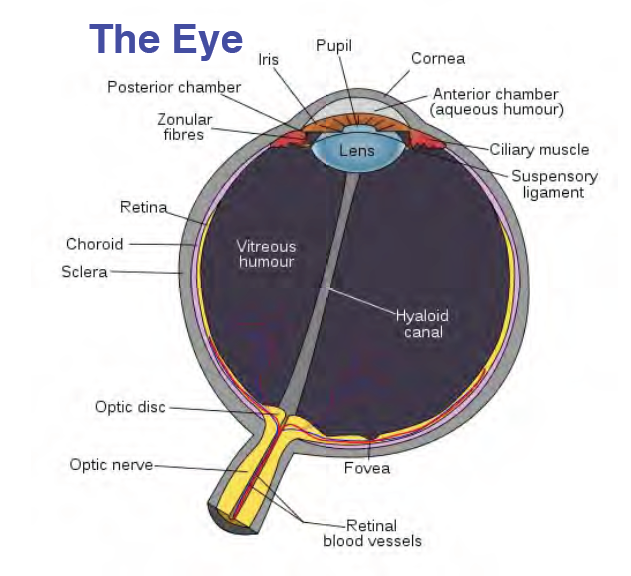 The Eye
Pupil
Iris
Cornea
Posterior chamber
Anterior chamber
(aqueous humour)
Zonular
fibres
Lens
Ciliary muscle
Suspensory
ligament
Retina
Choroid
Vitreous
humour
Sclera
Hyaloid
canal
Optic disc
Optic nerve
Fovea
Retinal
blood vessels